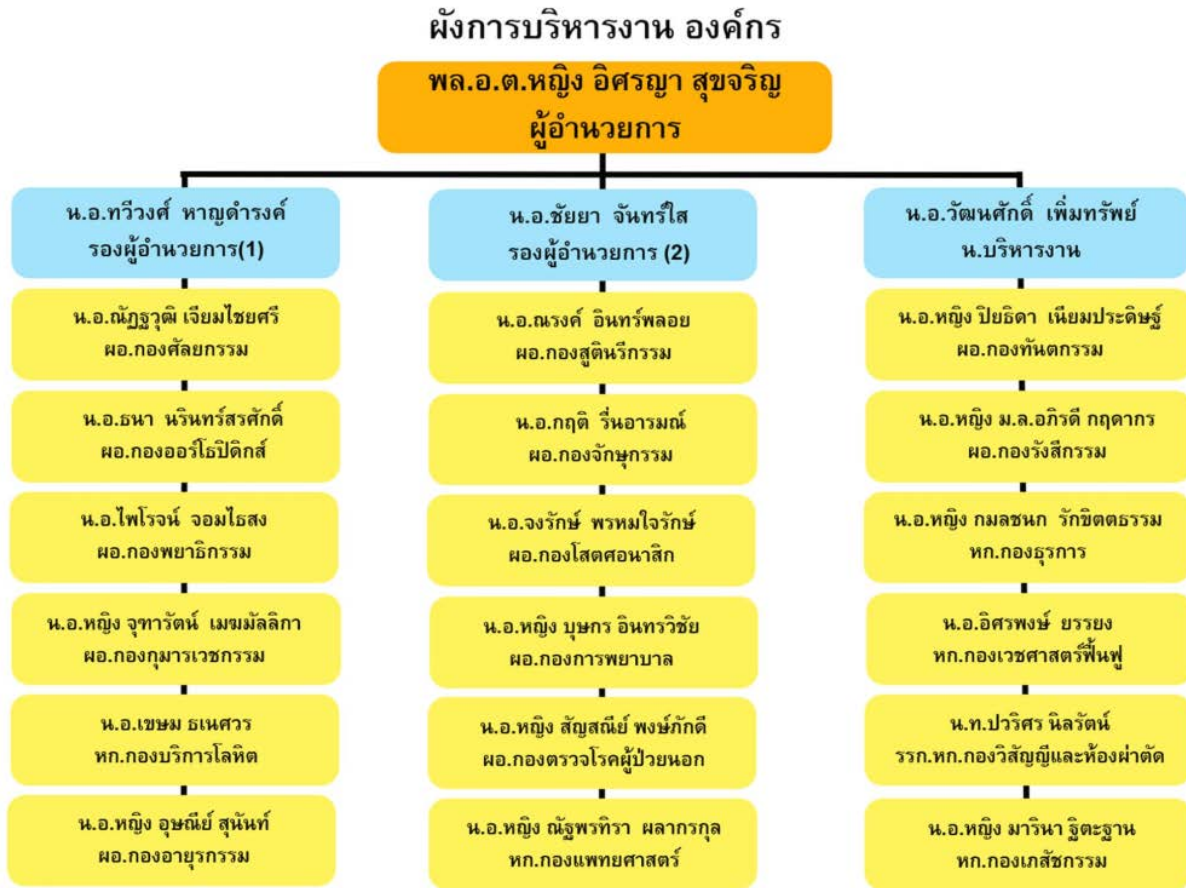 ผังการบริหารงาน องค์กร
พล.อ.ต.หญิง อิศรญา สุขจริญ
ผู้อำนวยการ
น.อ.ทวีวงศ์ หาญดำรงค์
รองผู้อำนวยการ(1)
น.อ.ณัฏฐวุฒิ เจียมไชยศรี
ผอ.กองศัลยกรรม
น.อ.ธนา นรินทร์สรศักดิ์
ผอ.กองออร์โธปิดิกส์
น.อ.ไพโรจน์ จอมไธสง
ผอ.กองพยาธิกรรม
น.อ.หญิง จุฑารัตน์ เมฆมัลลิกา
ผอ.กองกุมารเวชกรรม
น.อ.เขษม ธเนศวร
หก.กองบริการโลหิต
น.อ.หญิง อุษณีย์ สุนันท์
ผอ.กองอายุรกรรม
น.อ.ชัยยา จันทร์ใส
รองผู้อำนวยการ (2)
น.อ.ณรงค์ อินทร์พลอย
ผอ.กองสูตินรีกรรม
น.อ.กฤติ รื่นอารมณ์
ผอ.กองจักษุกรรม
น.อ.จงรักษ์ พรหมใจรักษ์
ผอ.กองโสตศอนาสิก
น.อ.หญิง บุษกร อินทรวิชัย
ผอ.กองการพยาบาล
น.อ.หญิง สัญสณีย์ พงษ์ภักดี
ผอ.กองตรวจโรคผู้ป่วยนอก
น.อ.หญิง ณัฐพรทิรา ผลากรกุล
หก.กองแพทยศาสตร์
น.อ.วัฒนศักดิ์ เพิ่มทรัพย์
น.บริหารงาน
น.อ.หญิง ปิยธิดา เนียมประดิษฐ์
ผอ.กองทันตกรรม
น.อ.หญิง ม.ล.อภิรดี กฤดากร
ผอ.กองรังสีกรรม
น.อ.หญิง กมลชนก รักขิตตธรรม
หก.กองธุรการ
น.อ.อิศรพงษ์ ยรรยง
หก.กองเวชศาสตร์ฟื้นฟู
น.ท.ปวริศร นิลรัตน์
รรก.หก.กองวิสัญญีและห้องผ่าตัด
น.อ.หญิง มารินา ฐิตะฐาน
หก.กองเภสัชกรรม